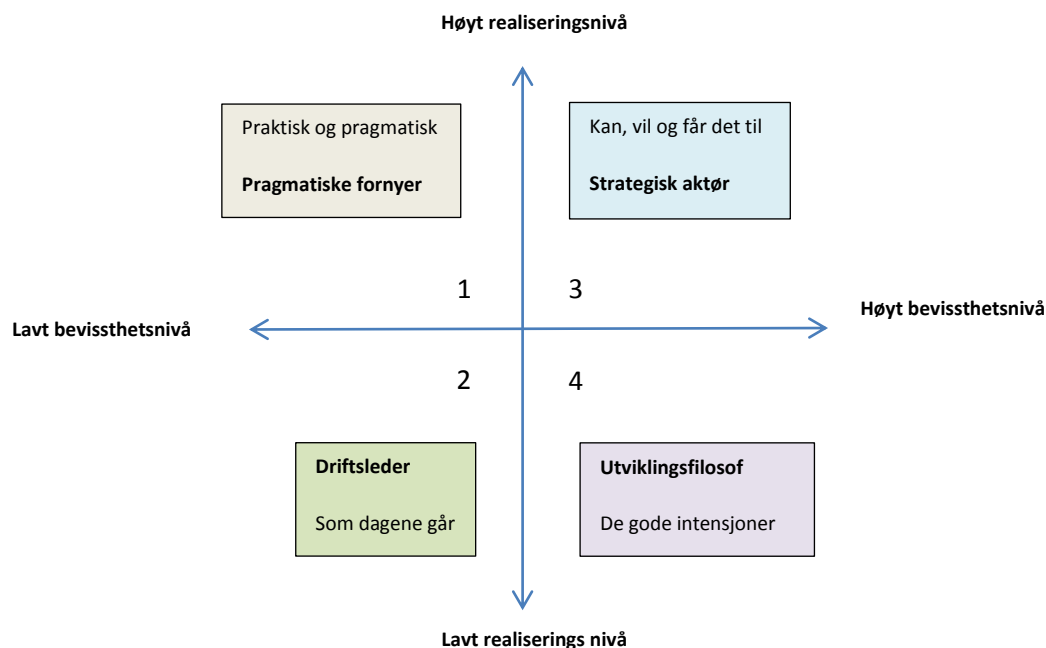 Høyt realiseringsnivå
Praktisk og pragmatisk
Pragmatiske fornyer
Kan, vil og får det til
Strategisk aktør
1
3
Lavt bevissthetsnivå
Høyt bevissthetsnivå
2
4
Driftsleder
Som dagene går
Utviklingsfilosof
De gode intensjoner
Lavt realiserings nivå